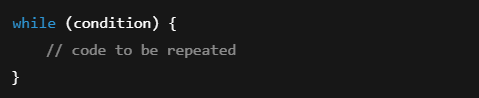 while (condition) {
    // code to be repeated
}